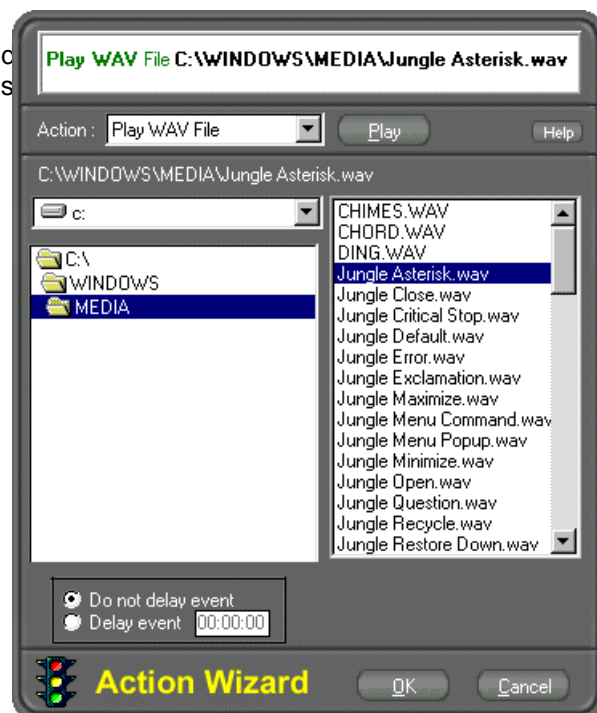 Play WAV File C:\WINDOWS\MEDIA\Jungle Asterisk.wav
Action : Play WAV File Play Help
C:\WINDOWS\MEDIA\Jungle Asterisk.wav
c:
C:\
WINDOWS
MEDIA
CHIMES.WAV
CHORD.WAV
DING.WAV
Jungle Asterisk.wav
Jungle Close.wav
Jungle Critical Stop.wav
Jungle Default.wav
Jungle Error.wav
Jungle Exclamation.wav
Jungle Maximize.wav
Jungle Menu Command.wav
Jungle Menu Popup.wav
Jungle Minimize.wav
Jungle Open.wav
Jungle Question.wav
Jungle Recycle.wav
Jungle Restore Down.wav
Do not delay event
Delay event 00:00:00
Action Wizard OK Cancel